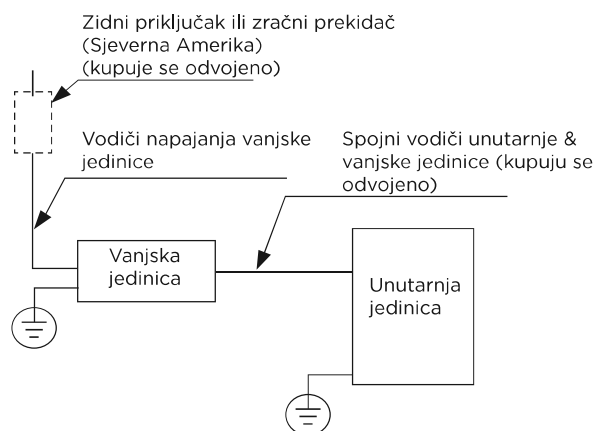 Zidni priključak ili zračni prekidač
(Sjeverna Amerika)
(kupuje se odvojeno)
Vodiči napajanja vanjske
jedinice
Spojni vodiči unutarnje &
vanjske jedinice (kupuju se
odvojeno)
Vanjska
jedinica
Unutarnja
jedinica